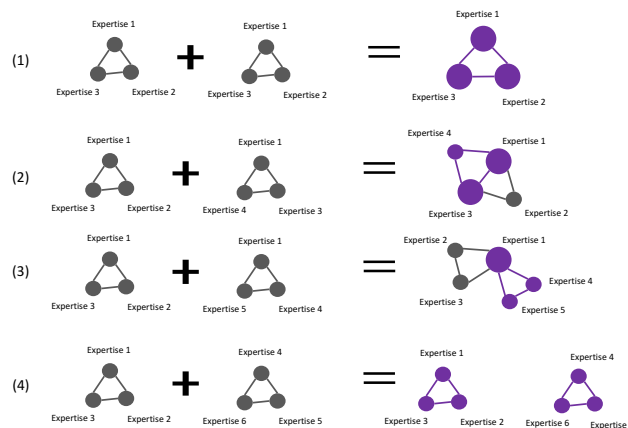 Expertise 1 Expertise 1 Expertise 1
(1) + =
Expertise 3 Expertise 2 Expertise 3 Expertise 2 Expertise 3 Expertise 2
Expertise 4 Expertise 1
Expertise 1 Expertise 1
(2) + =
Expertise 3 Expertise 2 Expertise 4 Expertise 3 Expertise 3 Expertise 2
Expertise 1 Expertise 1 Expertise 2 Expertise 1
(3) + =
Expertise 4
Expertise 3 Expertise 2 Expertise 5 Expertise 4 Expertise 3 Expertise 5
Expertise 1 Expertise 4 Expertise 1 Expertise 4
(4) + =
Expertise 3 Expertise 2 Expertise 6 Expertise 5 Expertise 3 Expertise 2 Expertise 6 Expertise